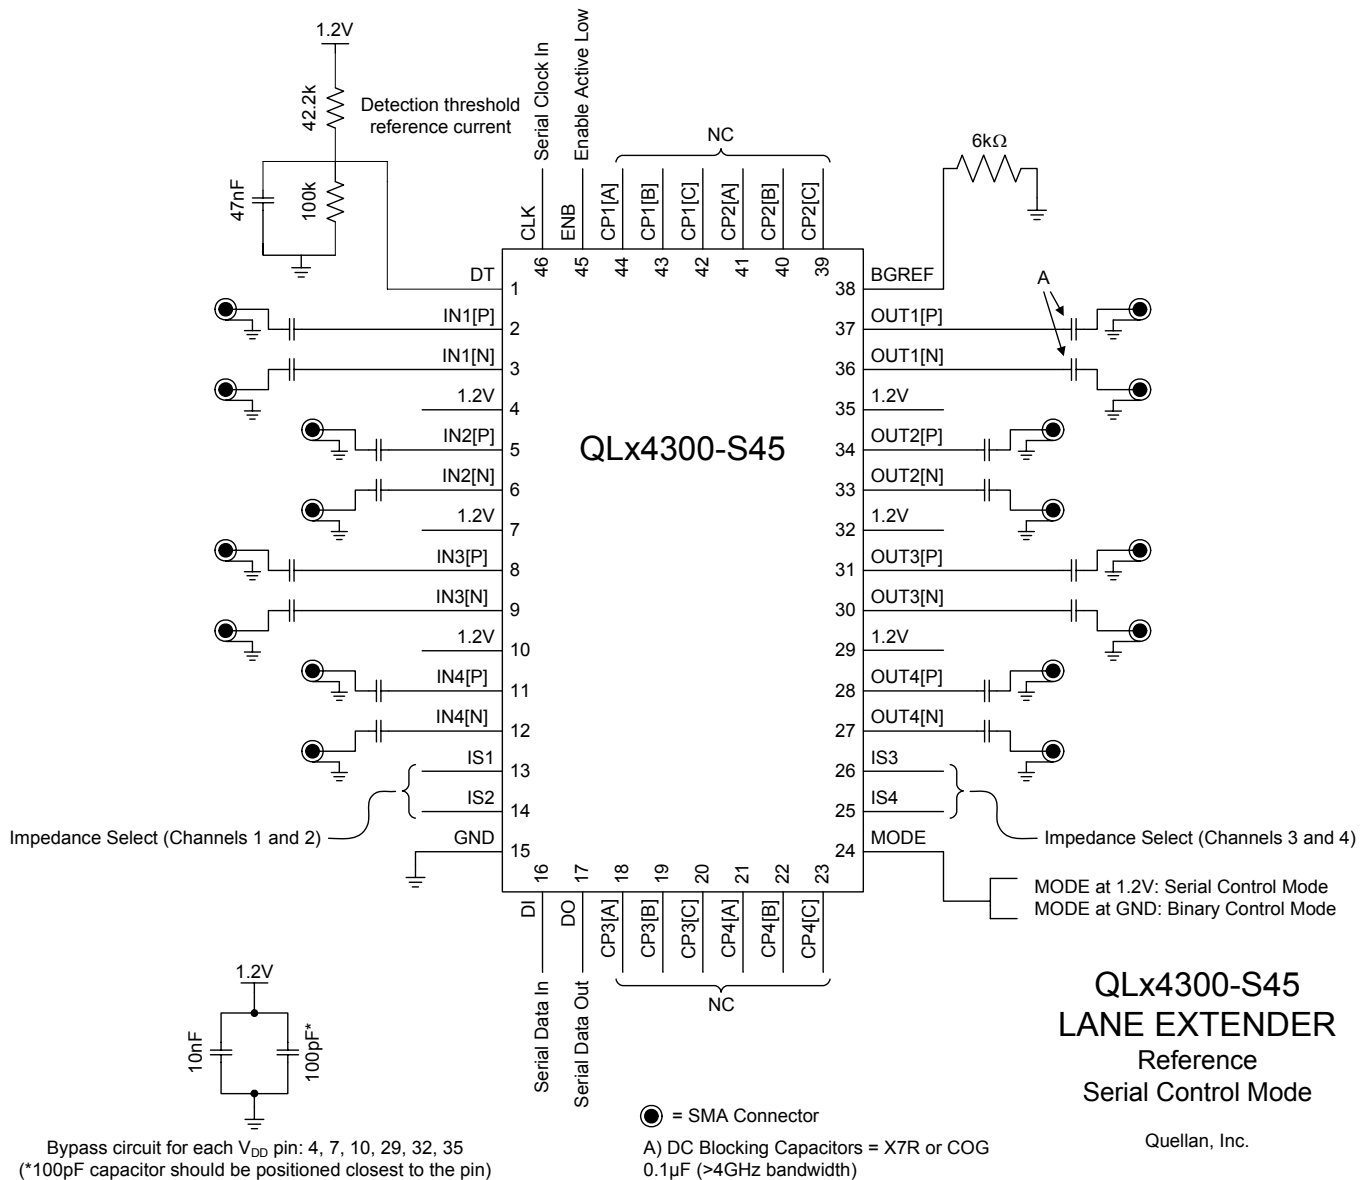 1.2V
42.2k
Detection threshold
reference current
47nF
100k
Serial Clock In
Enable Active Low
NC
6kΩ
CLK
ENB
CP1[A]
CP1[B]
CP1[C]
CP2[A]
CP2[B]
CP2[C]
46
45
44
43
42
41
40
39
DT
1
IN1[P]
2
IN1[N]
3
1.2V
4
IN2[P]
5
IN2[N]
6
1.2V
7
IN3[P]
8
IN3[N]
9
1.2V
10
IN4[P]
11
IN4[N]
12
IS1
13
IS2
14
GND
15
Impedance Select (Channels 1 and 2)
QLx4300-S45
38
BGREF
A
37
OUT1[P]
36
OUT1[N]
35
1.2V
34
OUT2[P]
33
OUT2[N]
32
1.2V
31
OUT3[P]
30
OUT3[N]
29
1.2V
28
OUT4[P]
27
OUT4[N]
26
IS3
25
IS4
24
MODE
Impedance Select (Channels 3 and 4)
MODE at 1.2V: Serial Control Mode
MODE at GND: Binary Control Mode
16
17
18
19
20
21
22
23
DI
DO
CP3[A]
CP3[B]
CP3[C]
CP4[A]
CP4[B]
CP4[C]
Serial Data In
Serial Data Out
NC
1.2V
10nF
100pF*
Bypass circuit for each VDD pin: 4, 7, 10, 29, 32, 35
(*100pF capacitor should be positioned closest to the pin)
= SMA Connector
A) DC Blocking Capacitors = X7R or COG
0.1µF (>4GHz bandwidth)
QLx4300-S45
LANE EXTENDER
Reference
Serial Control Mode
Quellan, Inc.